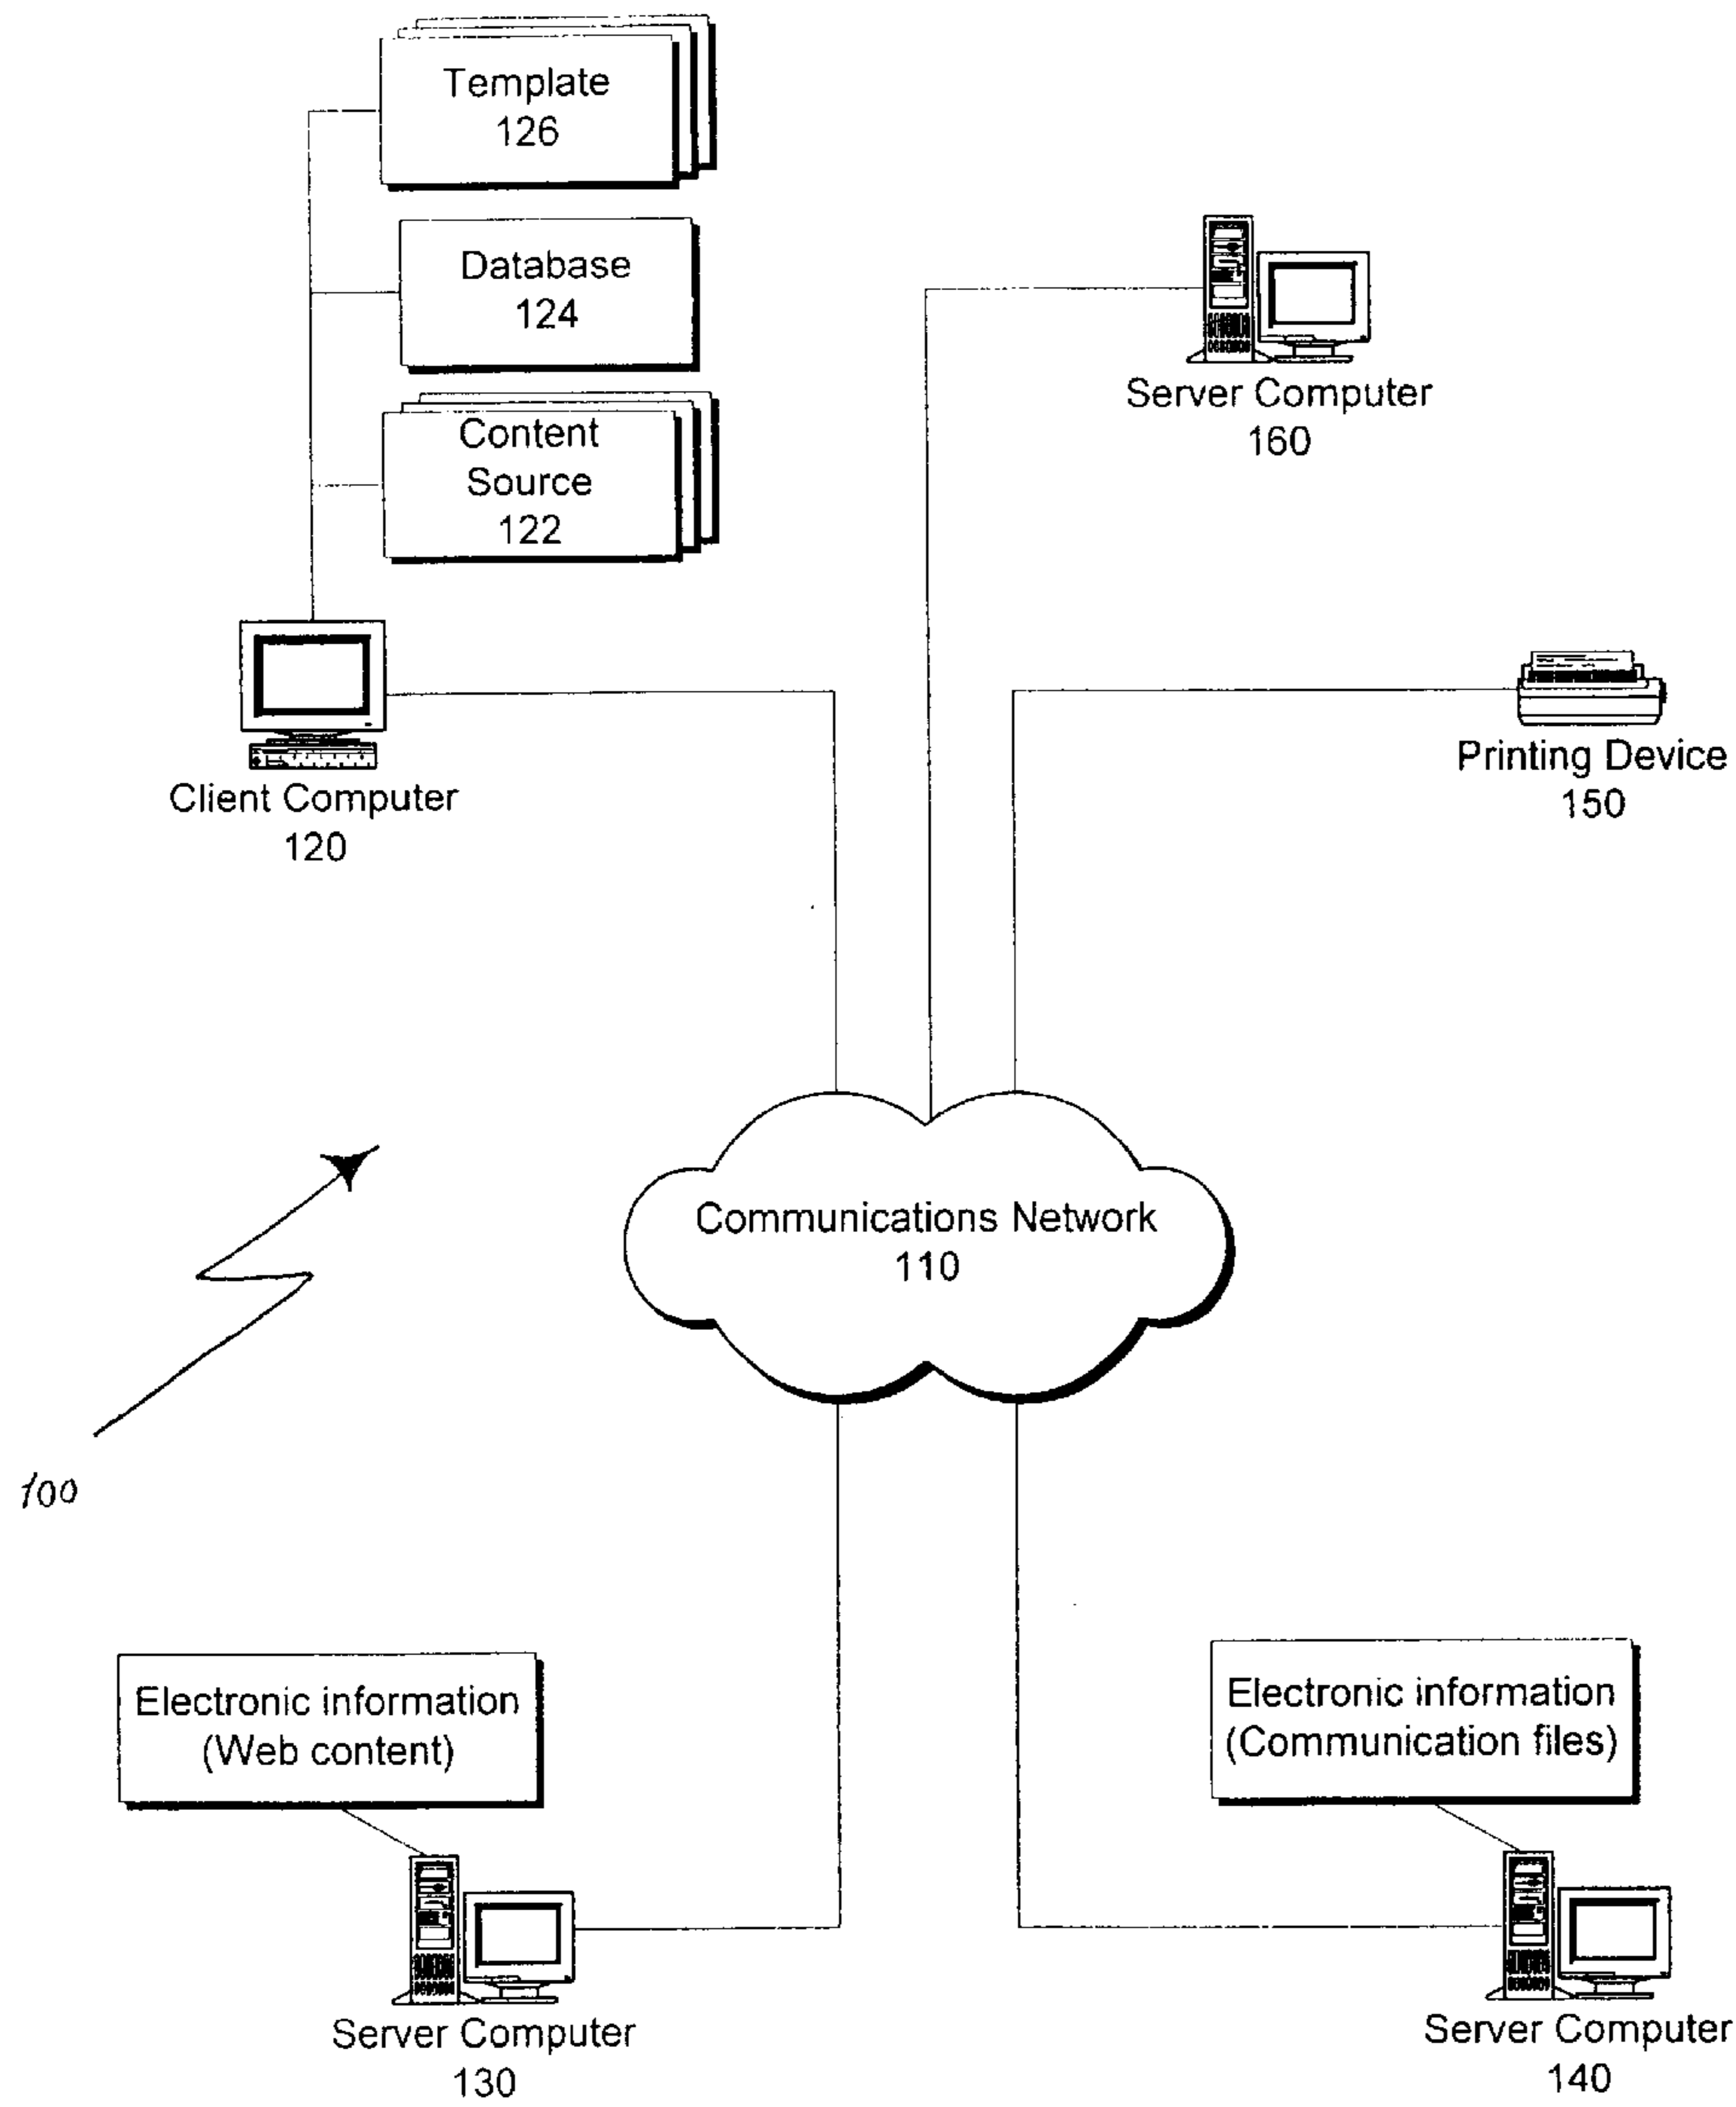 Template
126
Database
124
Content
Source
122
Server Computer
160
Client Computer
120
Printing Device
150
Communications Network
110
100
Electronic information
(Web content)
Electronic information
(Communication files)
Server Computer
130
Server Computer
140